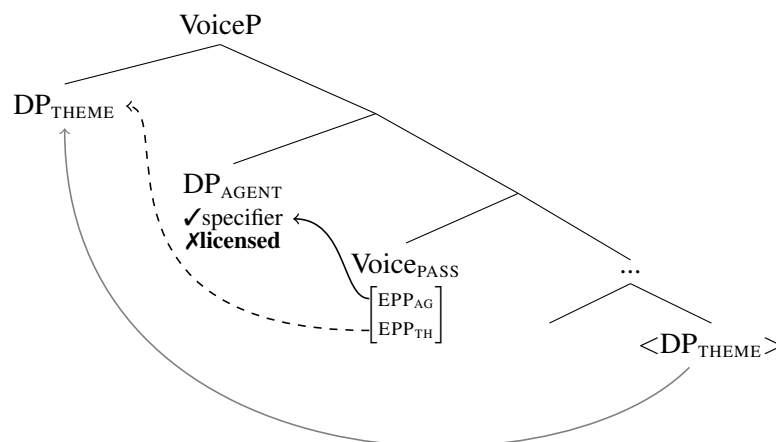 VoiceP
DP_THEME
DP_AGENT
✓specifier
✗licensed
Voice_PASS
[EPP_AG]
[EPP_TH]
...
<DP_THEME>